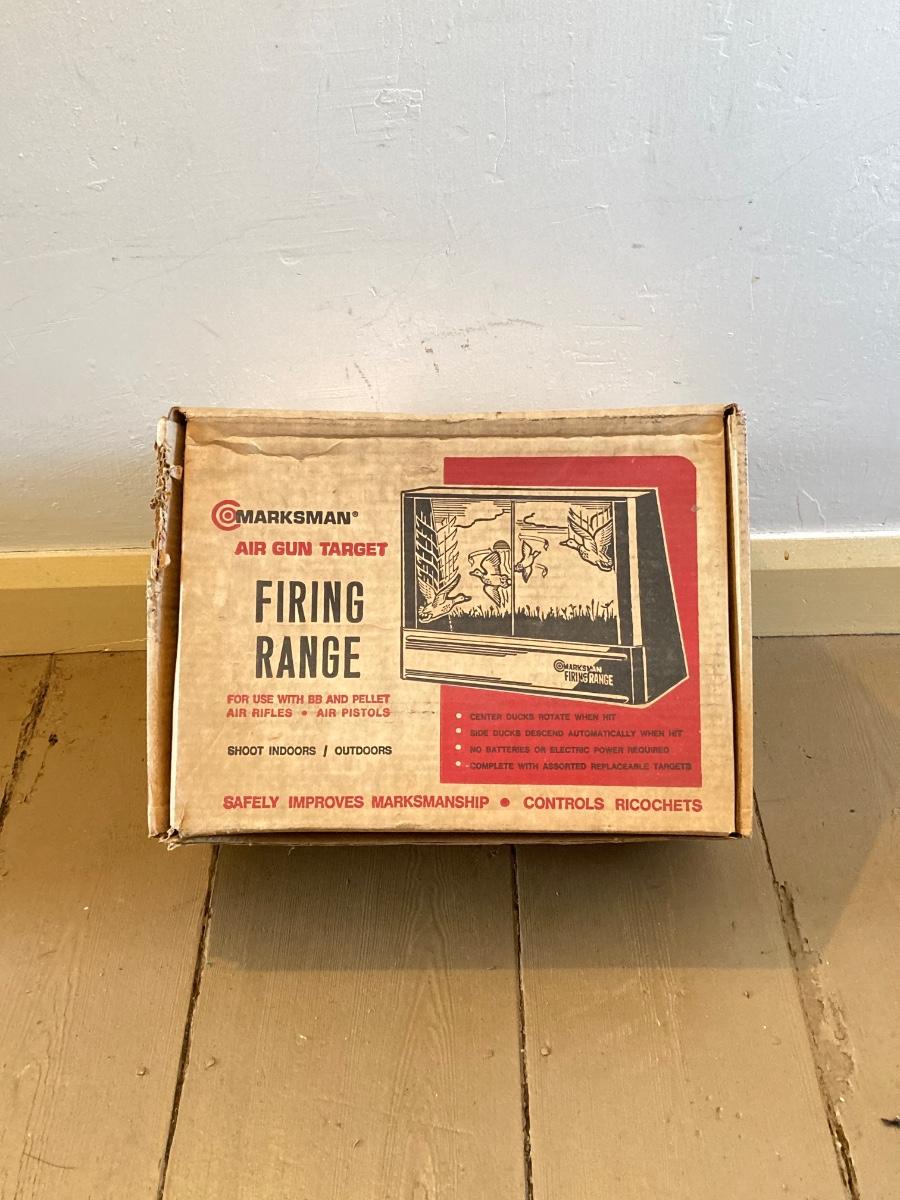 MARKSMAN®
AIR GUN TARGET
FIRING
RANGE
FOR USE WITH BB AND PELLET
AIR RIFLES • AIR PISTOLS
SHOOT INDOORS / OUTDOORS
MARKSMAN
FIRING RANGE
• CENTER DUCKS ROTATE WHEN HIT
• SIDE DUCKS DESCEND AUTOMATICALLY WHEN HIT
• NO BATTERIES OR ELECTRIC POWER REQUIRED
• COMPLETE WITH ASSORTED REPLACEABLE TARGETS
SAFELY IMPROVES MARKSMANSHIP • CONTROLS RICOCHETS